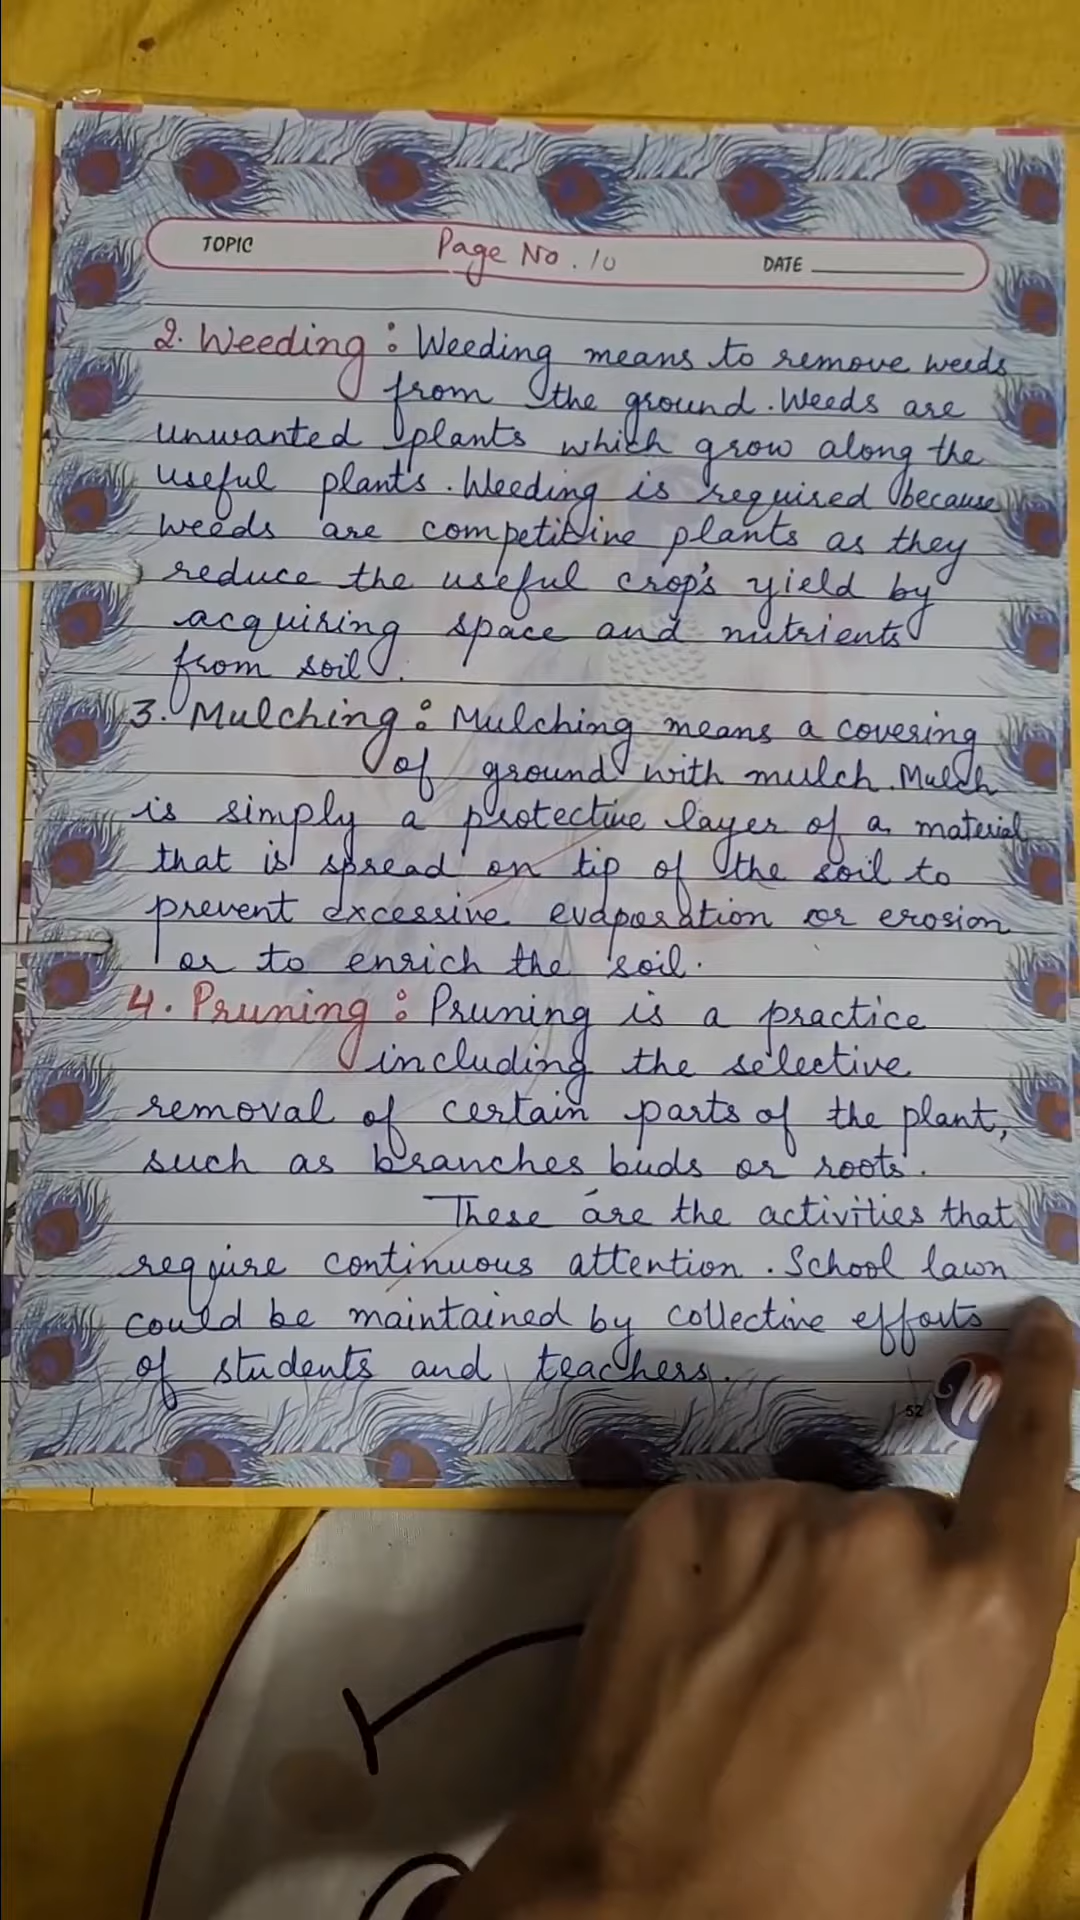 TOPIC Page No. 10 DATE
2. Weeding : Weeding means to remove weeds
from the ground. Weeds are
unwanted plants which grow along the
useful plants. Weeding is required because
weeds are competitive plants as they
reduce the useful crop's yield by
acquiring space and nutrients
from soil.
3. Mulching : Mulching means a covering
of ground with mulch. Mulch
is simply a protective layer of a material
that is spread on tip of the soil to
prevent excessive evaporation or erosion
or to enrich the soil.
4. Pruning : Pruning is a practice
including the selective
removal of certain parts of the plant,
such as branches buds or roots.
These are the activities that
require continuous attention. School lawn
could be maintained by collective efforts
of students and teachers.
52